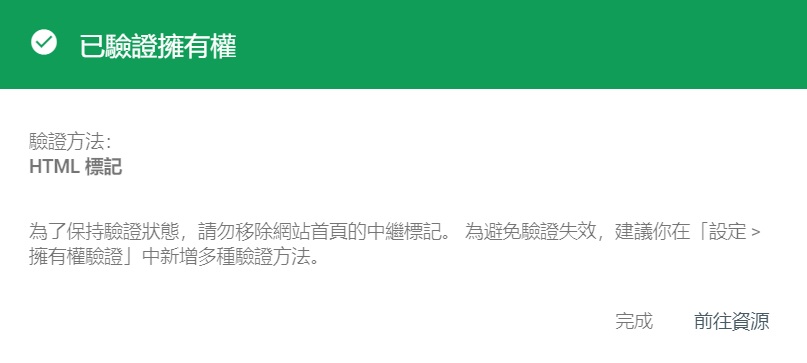 已驗證擁有權
驗證方法：
HTML 標記
為了保持驗證狀態，請勿移除網站首頁的中繼標記。 為避免驗證失效，建議你在「設定 >
擁有權驗證」中新增多種驗證方法。
完成 前往資源